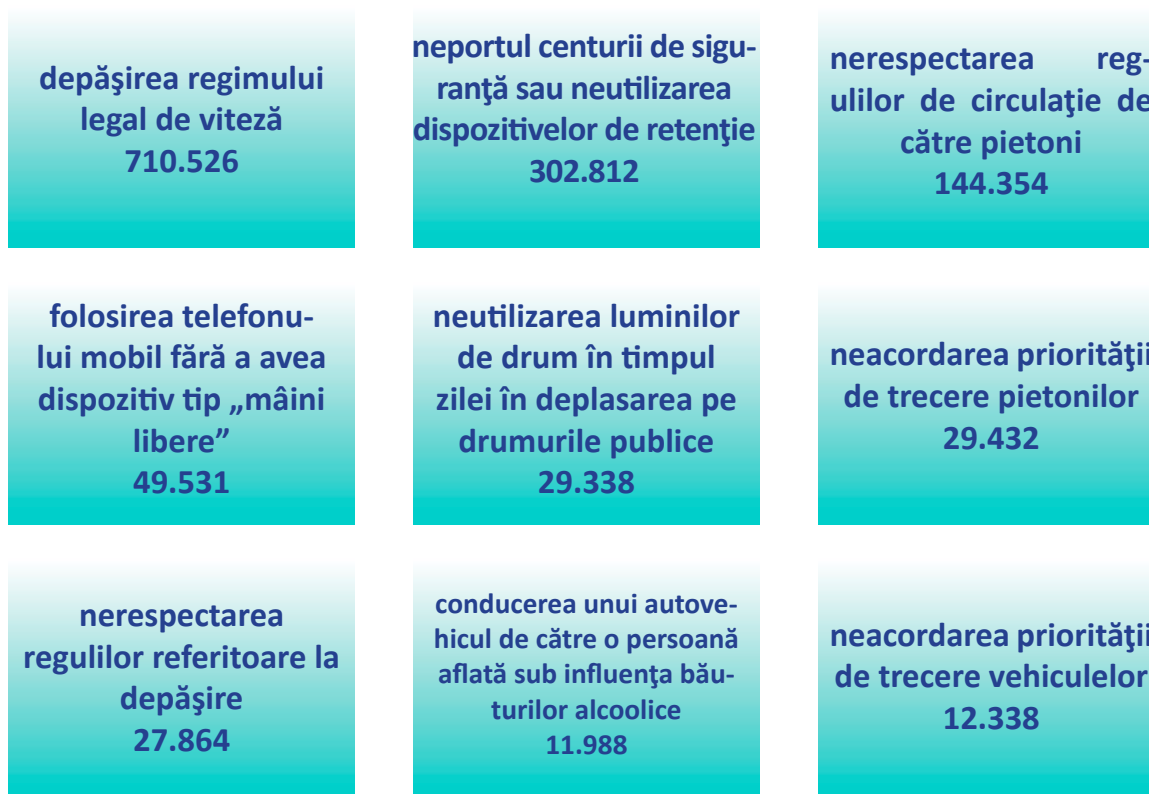 depăşirea regimului
legal de viteză
710.526
neportul centurii de sigu-
ranţă sau neutilizarea
dispozitivelor de retenţie
302.812
nerespectarea reg-
ulilor de circulaţie de
către pietoni
144.354
folosirea telefonu-
lui mobil fără a avea
dispozitiv tip „mâini
libere”
49.531
neutilizarea luminilor
de drum în timpul
zilei în deplasarea pe
drumurile publice
29.338
neacordarea priorităţii
de trecere pietonilor
29.432
nerespectarea
regulilor referitoare la
depăşire
27.864
conducerea unui autove-
hicul de către o persoană
aflată sub influenţa bău-
turilor alcoolice
11.988
neacordarea priorităţii
de trecere vehiculelor
12.338